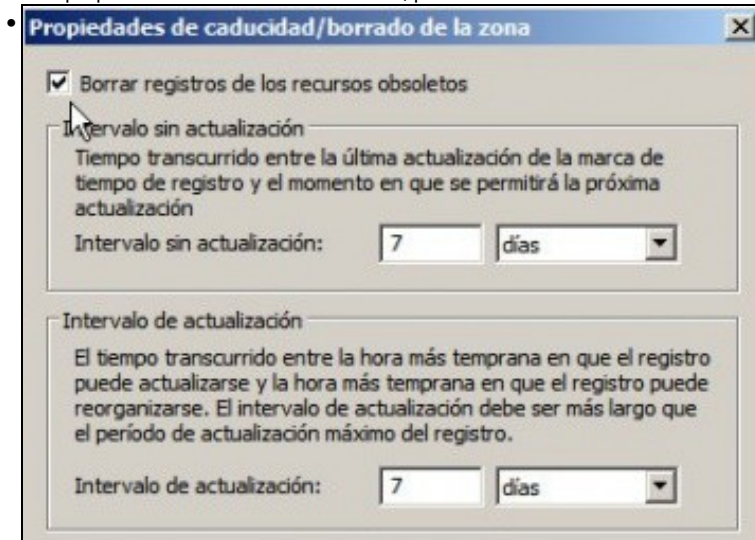 Propiedades de caducidad/borrado de la zona
Borrar registros de los recursos obsoletos
Intervalo sin actualización
Tiempo transcurrido entre la última actualización de la marca de
tiempo de registro y el momento en que se permitirá la próxima
actualización
Intervalo sin actualización: 7 días
Intervalo de actualización
El tiempo transcurrido entre la hora más temprana en que el registro
puede actualizarse y la hora más temprana en que el registro puede
reorganizarse. El intervalo de actualización debe ser más largo que
el período de actualización máximo del registro.
Intervalo de actualización: 7 días